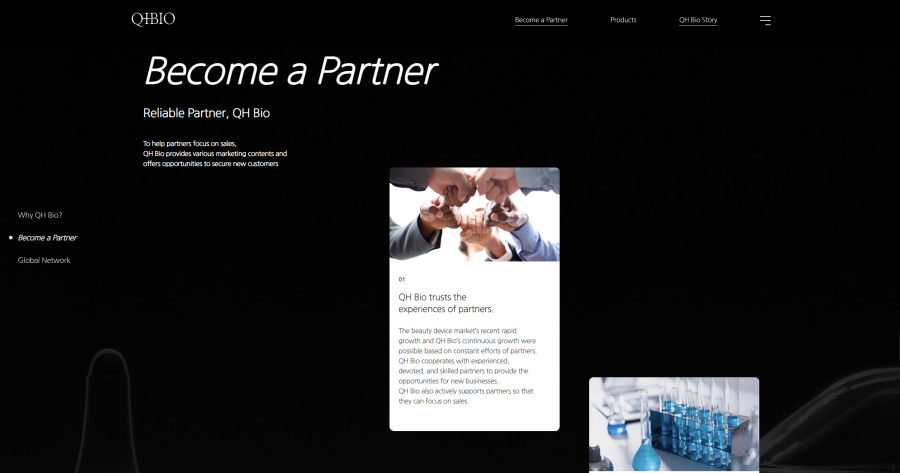 QHBIO
Become a Partner
Products
QH Bio Story
Become a Partner
Reliable Partner, QH Bio
To help partners focus on sales,
QH Bio provides various marketing contents and
offers opportunities to secure new customers
Why QH Bio?
Become a Partner
Global Network
01
QH Bio trusts the
experiences of partners.
The beauty device market's recent rapid
growth and QH Bio's continuous growth were
possible based on constant efforts of partners.
QH Bio cooperates with experienced,
devoted, and skilled partners to provide the
opportunities for new businesses.
QH Bio also actively supports partners so that
they can focus on sales.